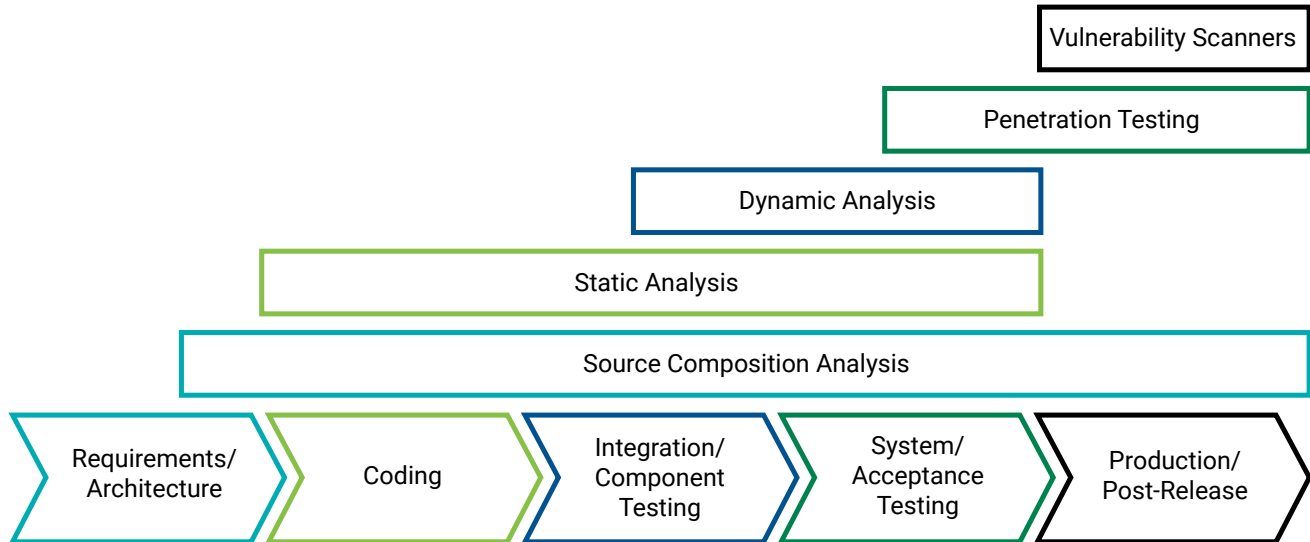 Vulnerability Scanners
Penetration Testing
Dynamic Analysis
Static Analysis
Source Composition Analysis
Requirements/
Architecture
Coding
Integration/
Component
Testing
System/
Acceptance
Testing
Production/
Post-Release